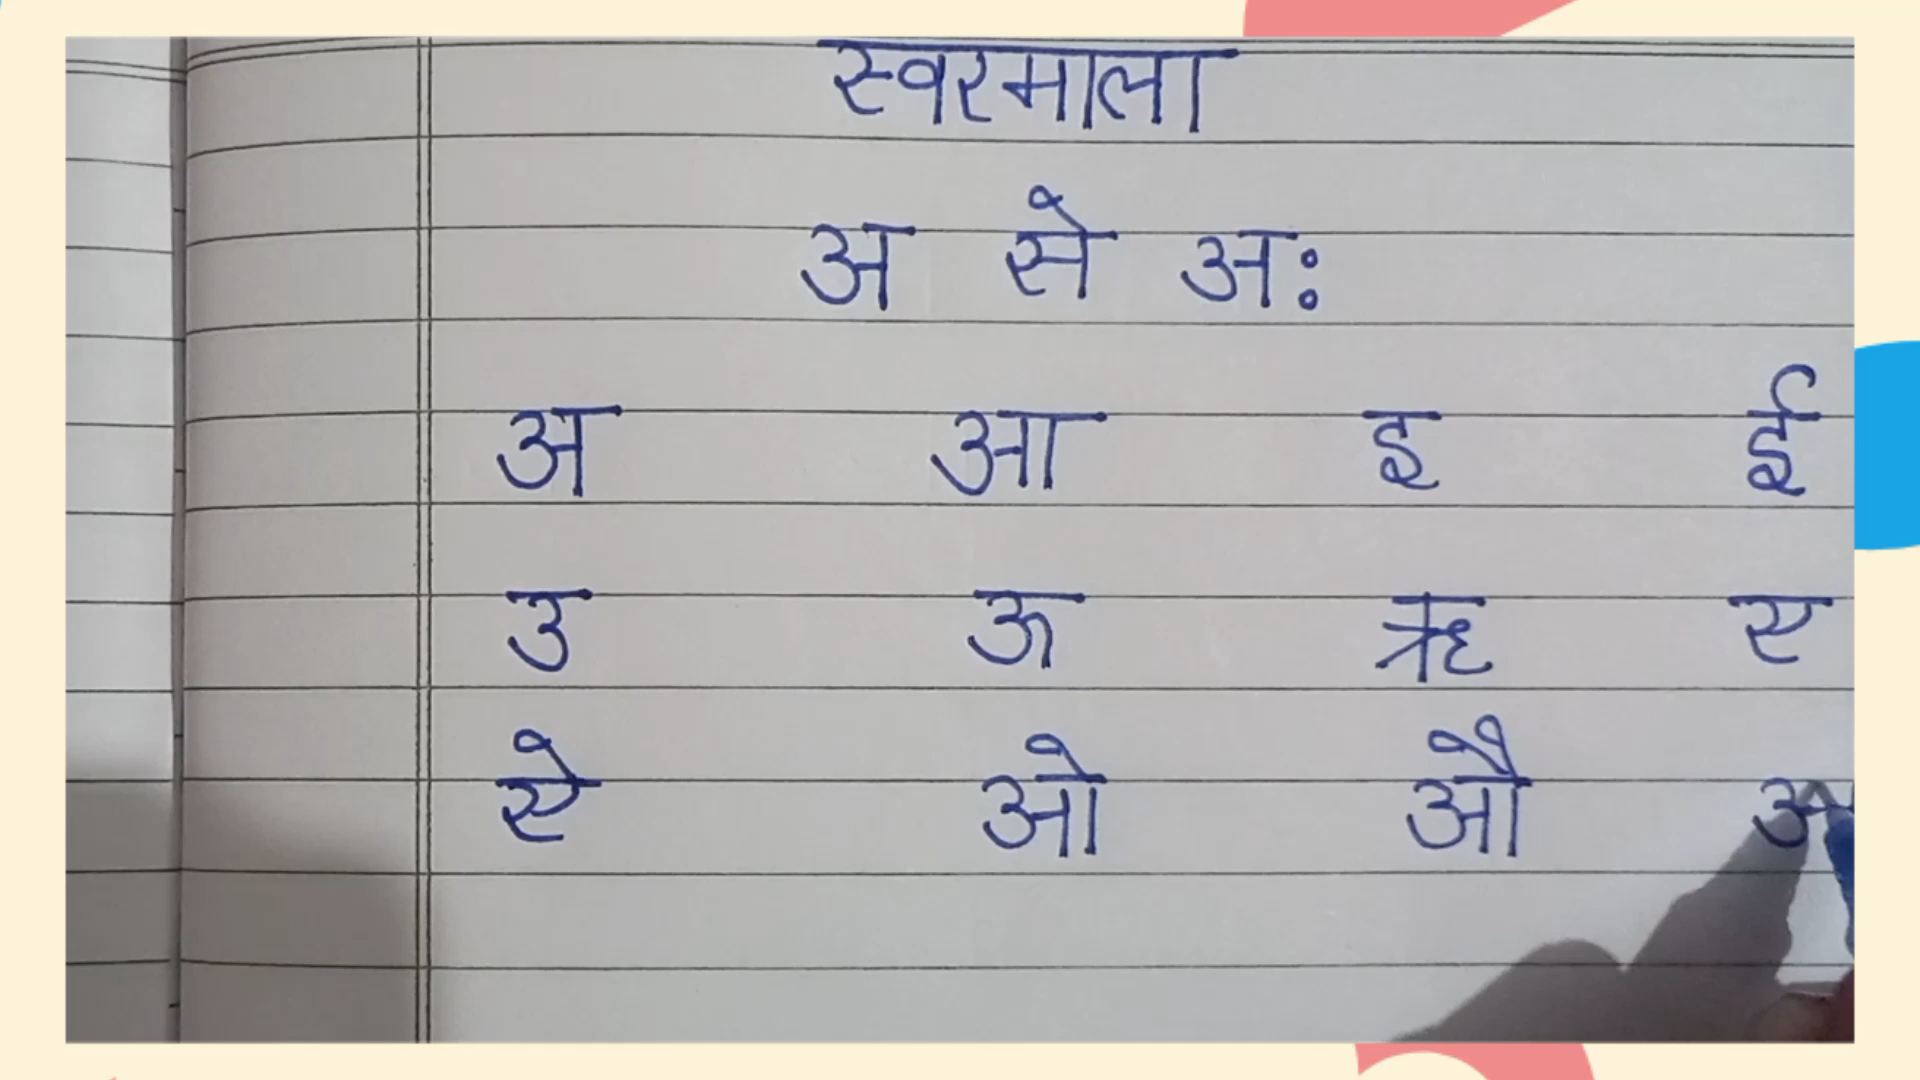 स्वरमाला
अ से अः
अ आ इ ई
उ ऊ ऋ ए
ऐ ओ औ